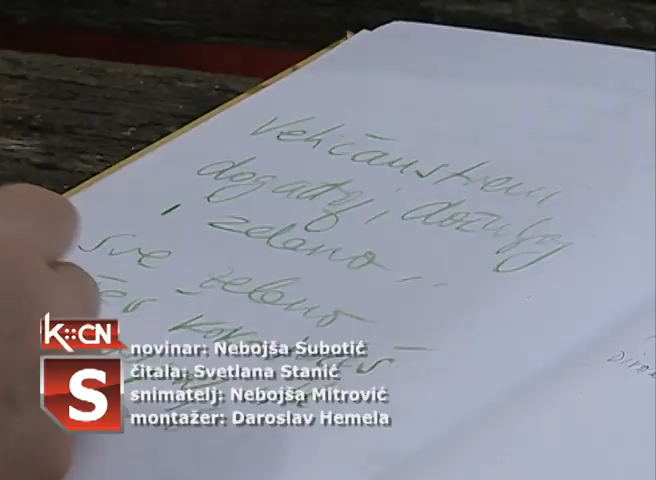 Veličanstven
događaj i doživljaj
I zeleno...
Sve zeleno
K::CN
S
novinar: Nebojša Subotić
čitala: Svetlana Stanić
snimatelj: Nebojša Mitrović
montažer: Daroslav Hemela